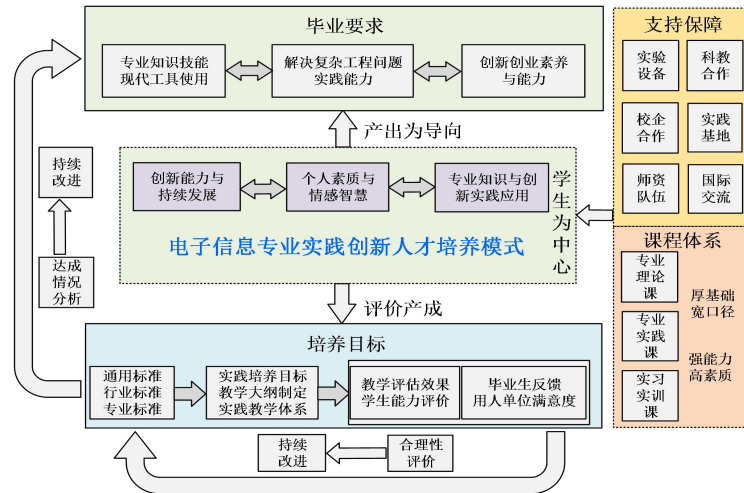 毕业要求
专业知识技能
现代工具使用
解决复杂工程问题
实践能力
创新创业素养
与能力
产出为导向
创新能力与
持续发展
个人素质与
情感智慧
专业知识与创
新实践应用
学生为中心
电子信息专业实践创新人才培养模式
持续
改进
达成
情况
分析
评价产成
培养目标
通用标准
行业标准
专业标准
实践培养目标
教学大纲制定
实践教学体系
教学评估效果
学生能力评价
毕业生反馈
用人单位满意度
持续
改进
合理性
评价
支持保障
实验
设备
科教
合作
校企
合作
实践
基地
师资
队伍
国际
交流
课程体系
专业
理论
课
厚基础
宽口径
专业
实践
课
强能力
高素质
实习
实训
课